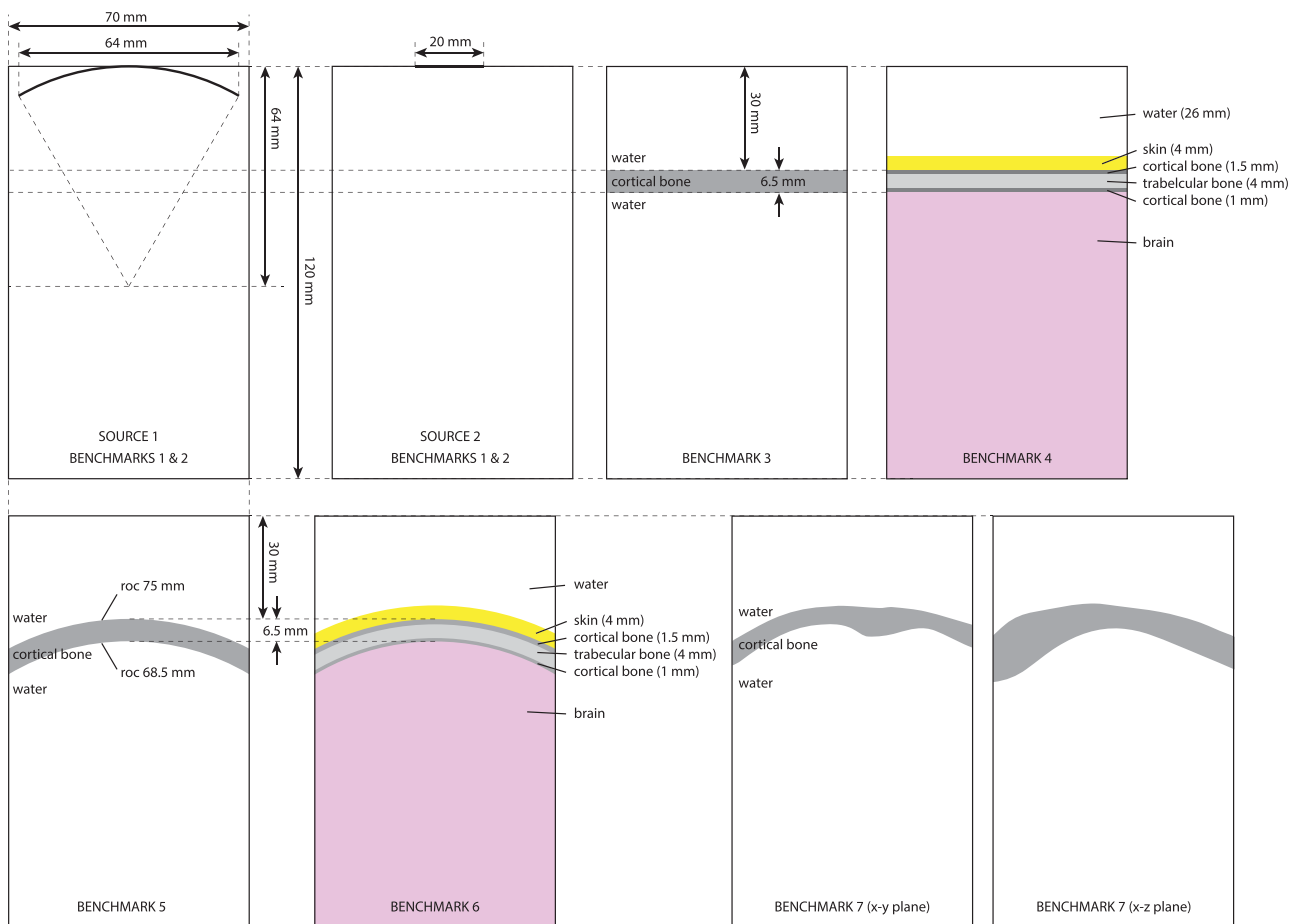 70 mm
64 mm
64 mm
120 mm
SOURCE 1
BENCHMARKS 1 & 2
20 mm
SOURCE 2
BENCHMARKS 1 & 2
30 mm
water
cortical bone
6.5 mm
water
BENCHMARK 3
water (26 mm)
skin (4 mm)
cortical bone (1.5 mm)
trabelcular bone (4 mm)
cortical bone (1 mm)
brain
BENCHMARK 4
30 mm
roc 75 mm
water
6.5 mm
cortical bone
roc 68.5 mm
water
BENCHMARK 5
water
skin (4 mm)
cortical bone (1.5 mm)
trabecular bone (4 mm)
cortical bone (1 mm)
brain
BENCHMARK 6
water
cortical bone
water
BENCHMARK 7 (x-y plane)
BENCHMARK 7 (x-z plane)